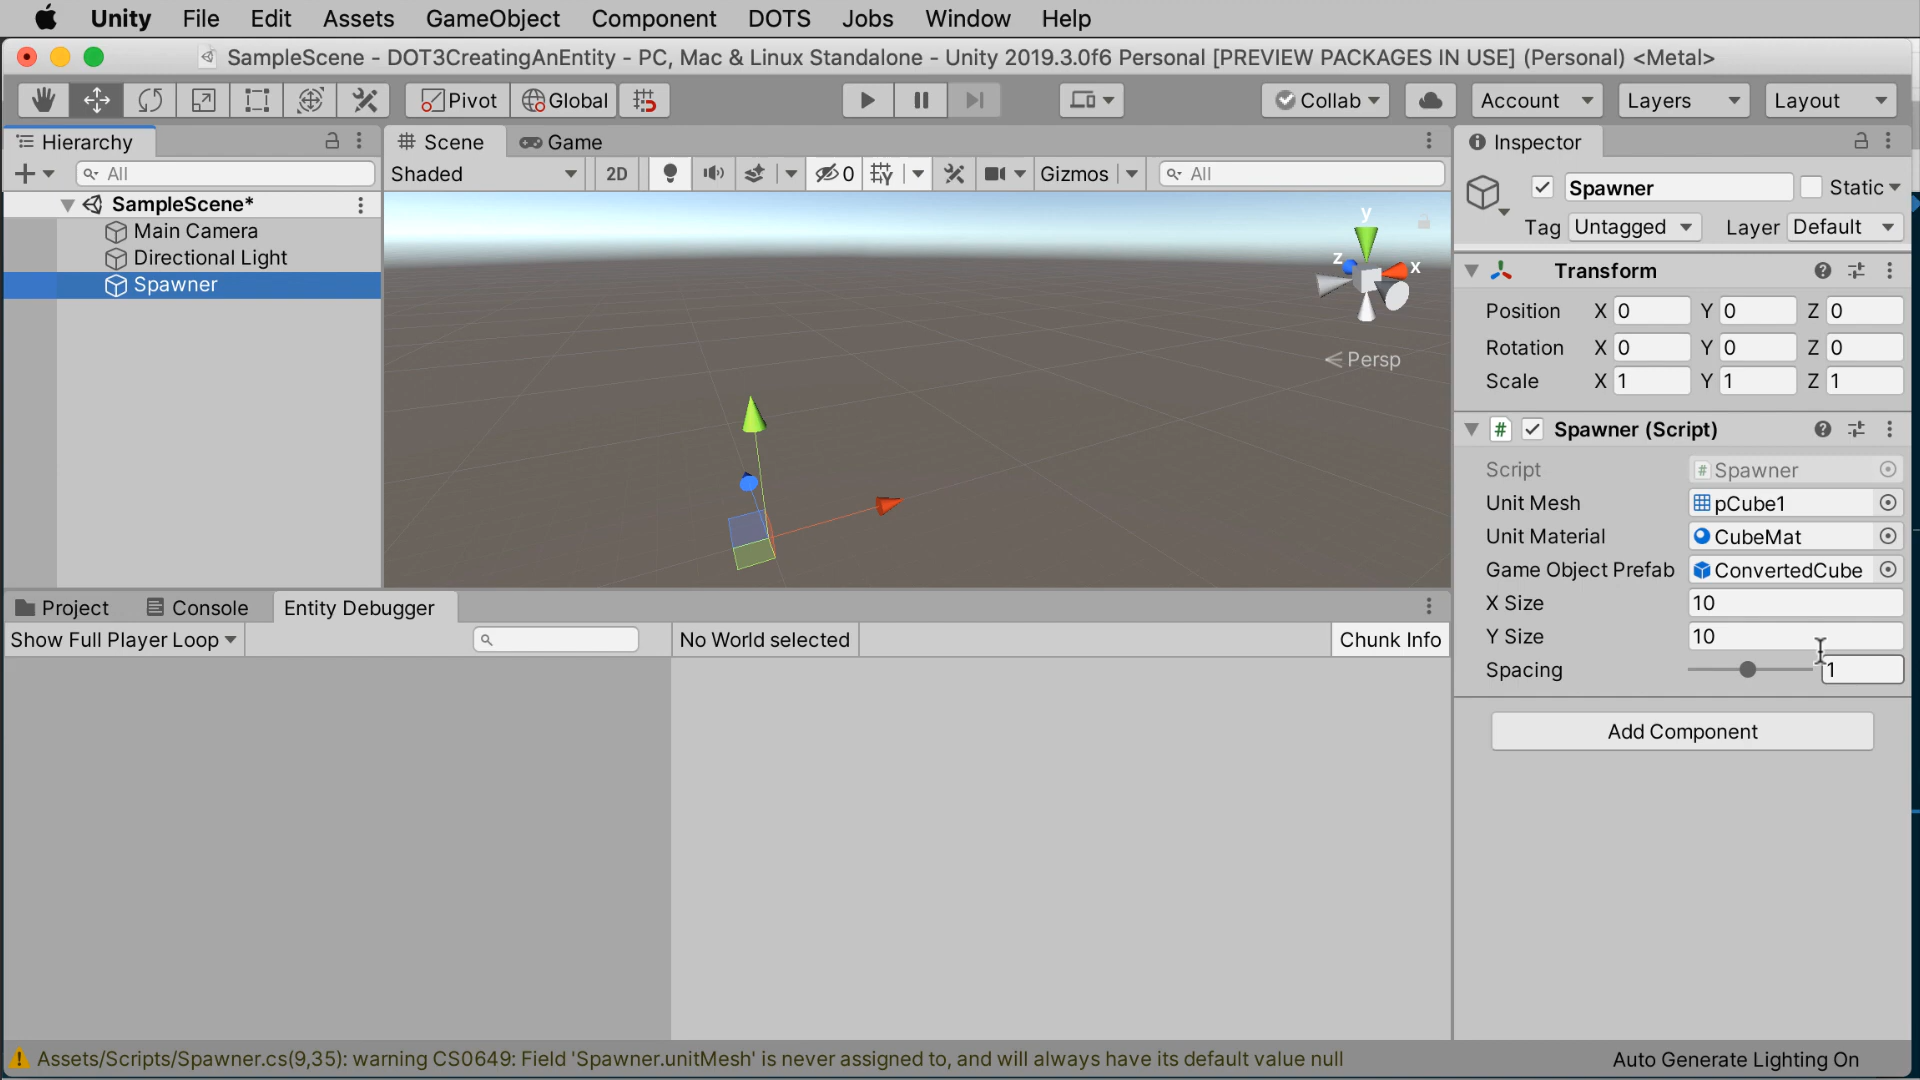 Unity File Edit Assets GameObject Component DOTS Jobs Window Help
SampleScene - DOT3CreatingAnEntity - PC, Mac & Linux Standalone - Unity 2019.3.0f6 Personal [PREVIEW PACKAGES IN USE] (Personal) <Metal>
Pivot Global Collab Account Layers Layout
Hierarchy
All
SampleScene*
Main Camera
Directional Light
Spawner
Scene Game
Shaded 2D 0 Gizmos All
y
z
x
Persp
Inspector
Spawner Static
Tag Untagged Layer Default
Transform
Position X 0 Y 0 Z 0
Rotation X 0 Y 0 Z 0
Scale X 1 Y 1 Z 1
# Spawner (Script)
Script # Spawner
Unit Mesh pCube1
Unit Material CubeMat
Game Object Prefab ConvertedCube
X Size 10
Y Size 10
Spacing 1
Add Component
Project Console Entity Debugger
Show Full Player Loop No World selected Chunk Info
Assets/Scripts/Spawner.cs(9,35): warning CS0649: Field 'Spawner.unitMesh' is never assigned to, and will always have its default value null
Auto Generate Lighting On